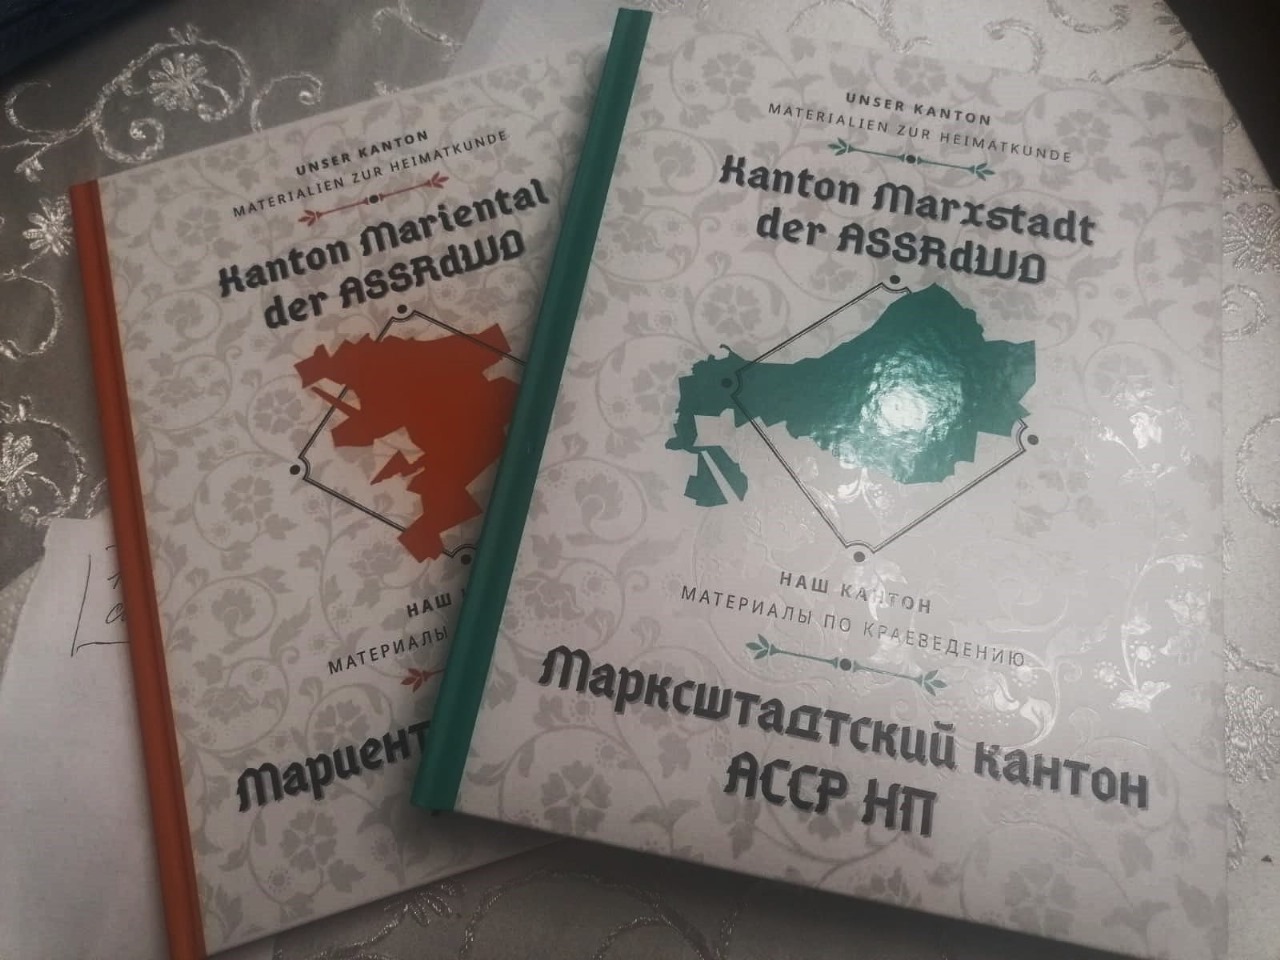 UNSER KANTON
MATERIALIEN ZUR HEIMATKUNDE
Kanton Mariental
der ASSRdWD
НАШ
МАТЕРИАЛЫ
UNSER KANTON
MATERIALIEN ZUR HEIMATKUNDE
Kanton Marxstadt
der ASSRdWD
НАШ КАНТОН
МАТЕРИАЛЫ ПО КРАЕВЕДЕНИЮ
Марксштадтский кантон
АССР НП